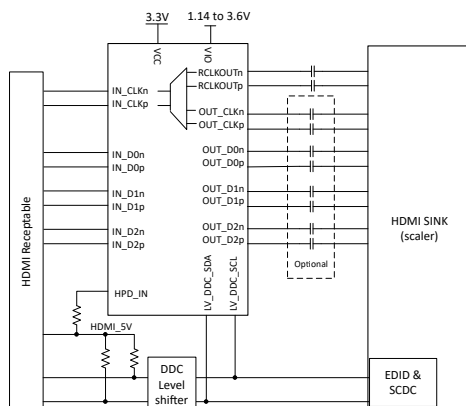 3.3V
1.14 to 3.6V
VCC
VIO
HDMI Receptable
IN_CLKn
IN_CLKp
IN_D0n
IN_D0p
IN_D1n
IN_D1p
IN_D2n
IN_D2p
HPD_IN
HDMI_5V
RCLKOUTn
RCLKOUTp
OUT_CLKn
OUT_CLKp
OUT_D0n
OUT_D0p
OUT_D1n
OUT_D1p
OUT_D2n
OUT_D2p
LV_DDC_SDA
LV_DDC_SCL
Optional
HDMI SINK
(scaler)
DDC
Level
shifter
EDID &
SCDC